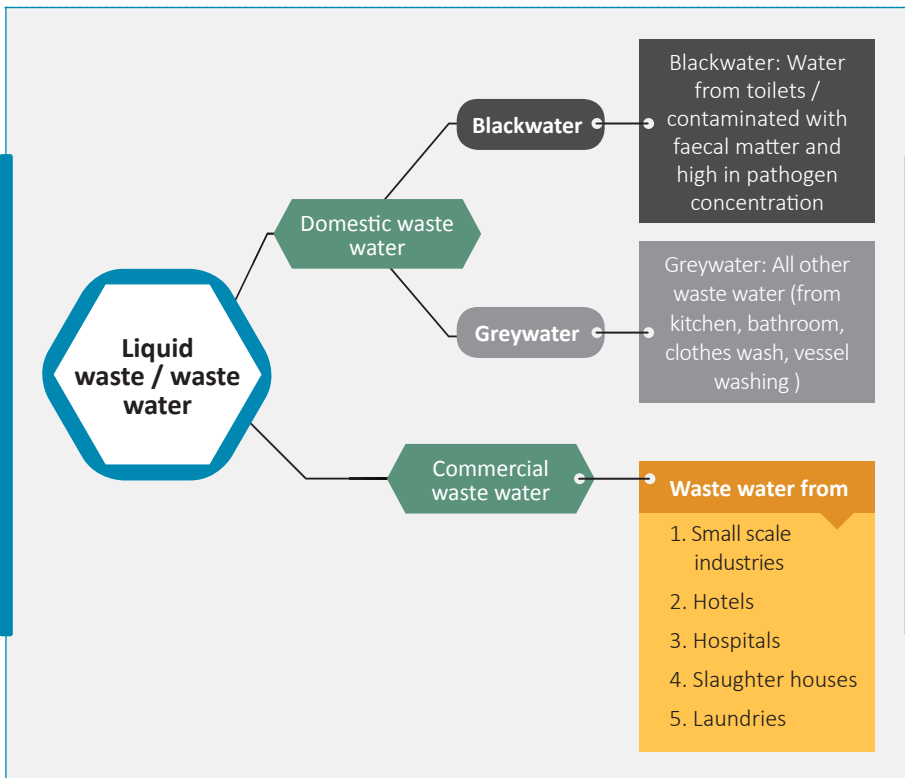 Liquid
waste / waste
water
Domestic waste
water
Blackwater
Blackwater: Water
from toilets /
contaminated with
faecal matter and
high in pathogen
concentration
Greywater
Greywater: All other
waste water (from
kitchen, bathroom,
clothes wash, vessel
washing )
Commercial
waste water
Waste water from
1. Small scale
industries
2. Hotels
3. Hospitals
4. Slaughter houses
5. Laundries